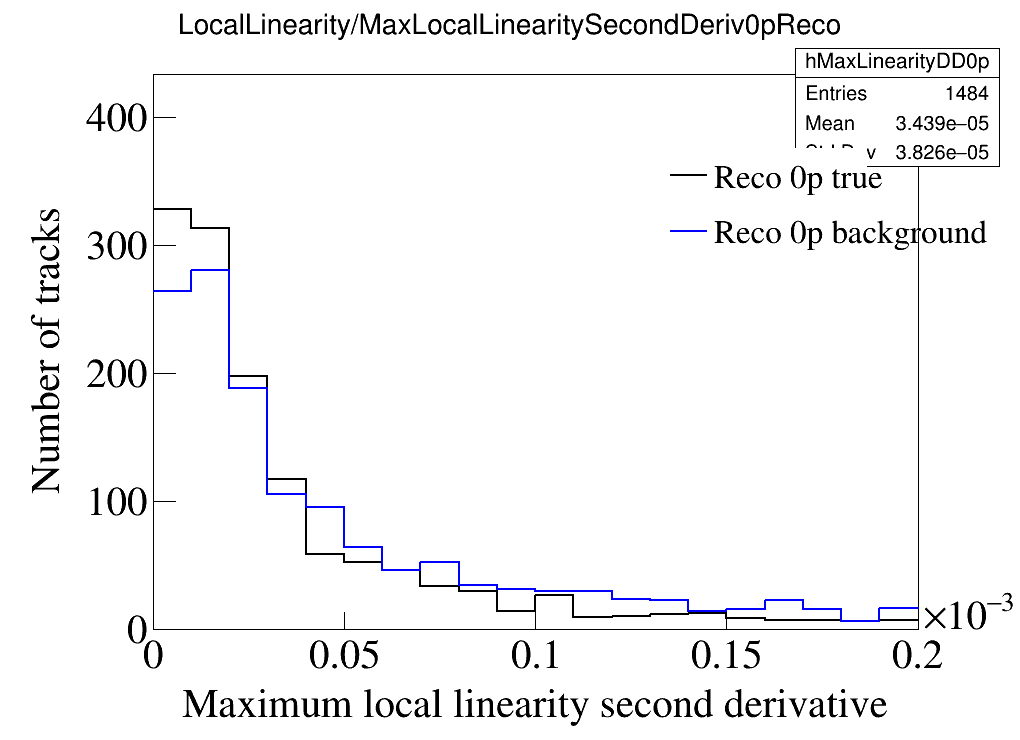 LocalLinearity/MaxLocalLinearitySecondDeriv0pReco
hMaxLinearityDD0p
Entries 1484
Mean 3.439e−05
3.826e−05
Reco 0p true
Reco 0p background
400
300
200
100
0
Number of tracks
0 0.05 0.1 0.15 0.2
×10⁻³
Maximum local linearity second derivative